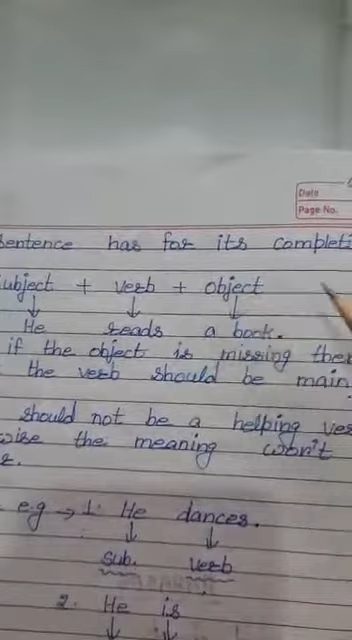 Date
Page No.
sentence has for its completi
ubject + verb + object
He reads a book.
if the object is missing the
the verb should be main.
should not be a helping ve
wise the meaning won't
e.g → 1. He dances.
sub. verb
2. He is